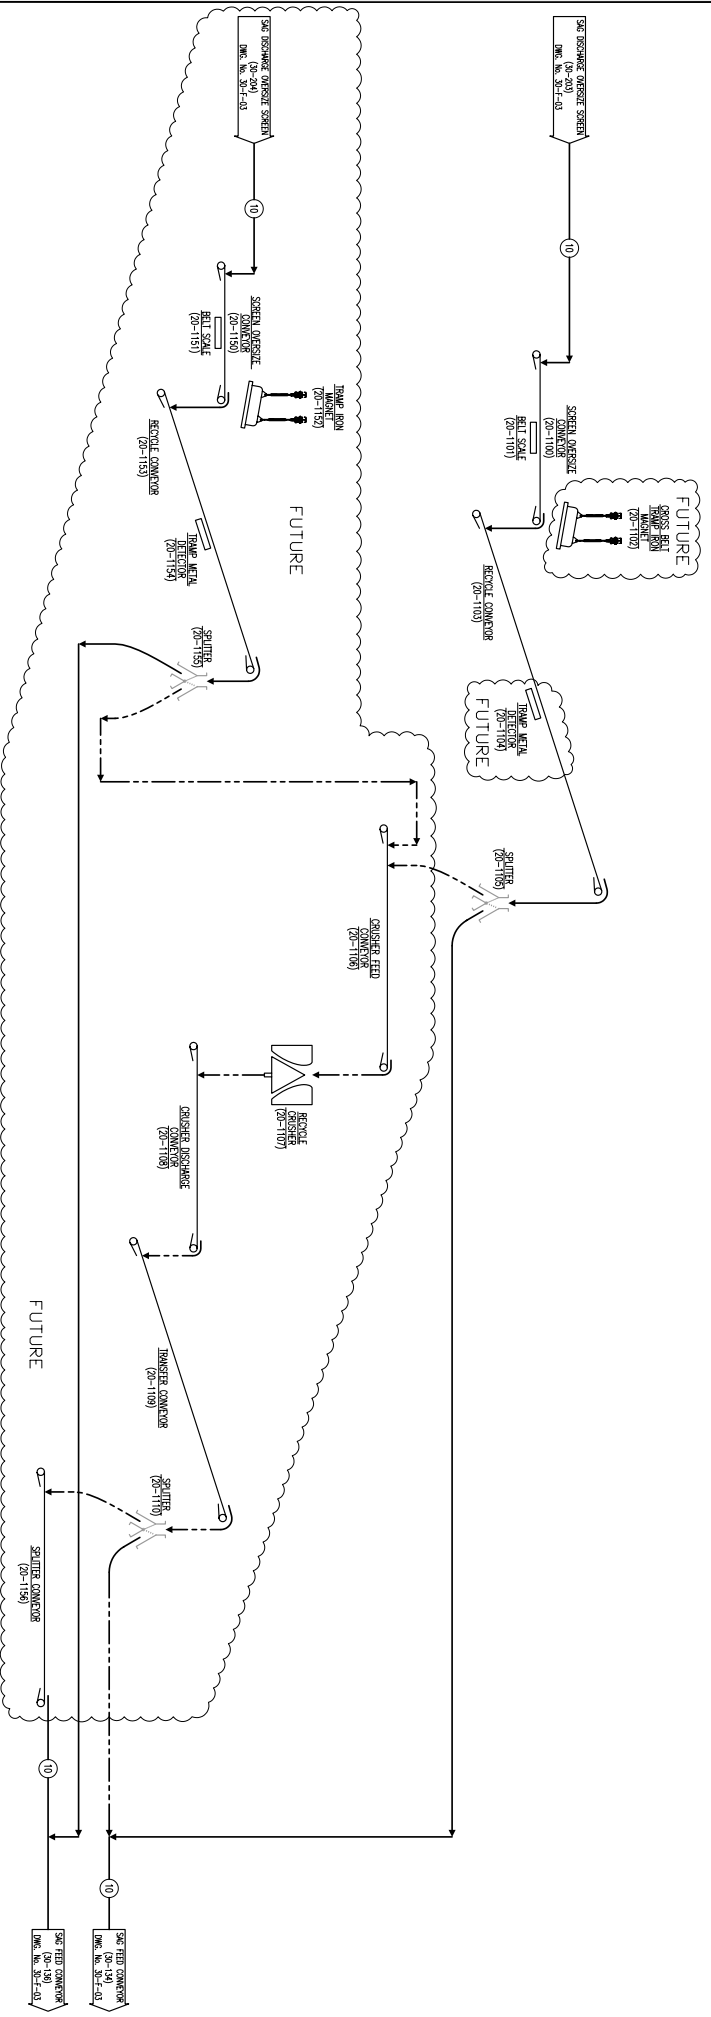 SAG DISCHARGE OVERSIZE SCREEN
(30-203)
DWG. No. 30-F-03
10
SCREEN OVERSIZE
CONVEYOR
(20-1100)
BELT SCALE
(20-1101)
FUTURE
CROSS BELT
TRAMP IRON
MAGNET
(20-1102)
RECYCLE CONVEYOR
(20-1103)
TRAMP METAL
DETECTOR
(20-1104)
FUTURE
SPLITTER
(20-1105)
SAG DISCHARGE OVERSIZE SCREEN
(30-204)
DWG. No. 30-F-03
10
SCREEN OVERSIZE
CONVEYOR
(20-1150)
BELT SCALE
(20-1151)
TRAMP IRON
MAGNET
(20-1152)
RECYCLE CONVEYOR
(20-1153)
FUTURE
TRAMP METAL
DETECTOR
(20-1154)
SPLITTER
(20-1155)
CRUSHER FEED
CONVEYOR
(20-1106)
RECYCLE
CRUSHER
(20-1107)
CRUSHER DISCHARGE
CONVEYOR
(20-1108)
TRANSFER CONVEYOR
(20-1109)
SPLITTER
(20-1110)
FUTURE
SPLITTER CONVEYOR
(20-1156)
10
SAG FEED CONVEYOR
(30-134)
DWG. No. 30-F-03
10
SAG FEED CONVEYOR
(30-136)
DWG. No. 30-F-03